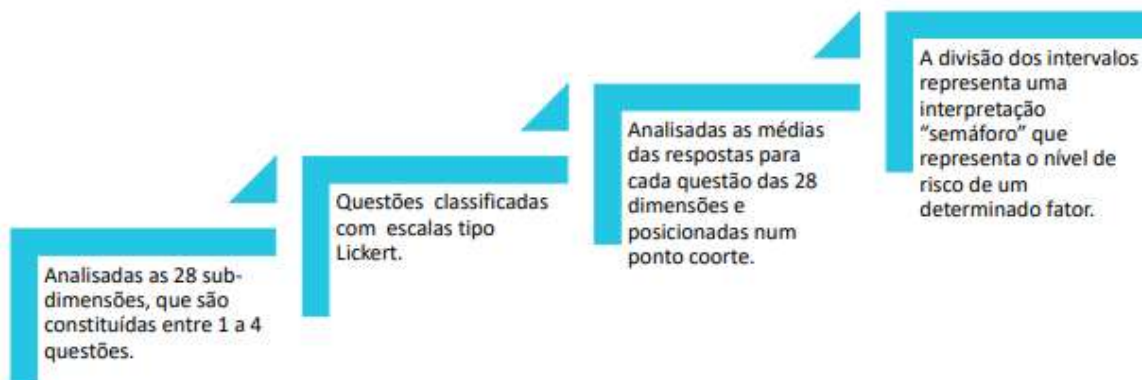 Analisadas as 28 sub-
dimensões, que são
constituídas entre 1 a 4
questões.
Questões classificadas
com escalas tipo
Lickert.
Analisadas as médias
das respostas para
cada questão das 28
dimensões e
posicionadas num
ponto coorte.
A divisão dos intervalos
representa uma
interpretação
“semáforo” que
representa o nível de
risco de um
determinado fator.